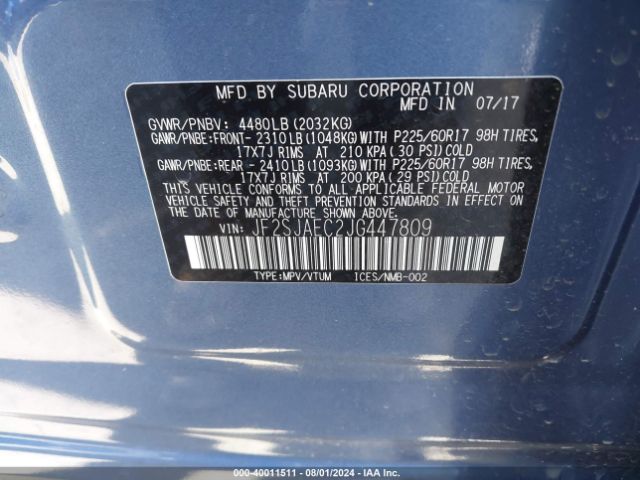 MFD BY SUBARU CORPORATION
MFD IN 07/17
GVWR/PNBV: 4480LB(2032KG)
GAWR/PNBE:FRONT- 2310LB(1048KG)WITH P225/60R17 98H TIRES,
17X7J RIMS AT 210 KPA(30 PSI)COLD
GAWR/PNBE:REAR - 2410LB(1093KG)WITH P225/60R17 98H TIRES,
17X7J RIMS AT 200 KPA(29 PSI)COLD
THIS VEHICLE CONFORMS TO ALL APPLICABLE FEDERAL MOTOR
VEHICLE SAFETY AND THEFT PREVENTION STANDARDS IN
EFFECT ON THE DATE OF MANUFACTURE SHOWN ABOVE.
VIN: JF2SJAEC2JG447809
TYPE:MPV/VTUM ICES/NMB-002
000-40011511 - 08/01/2024 - IAA Inc.